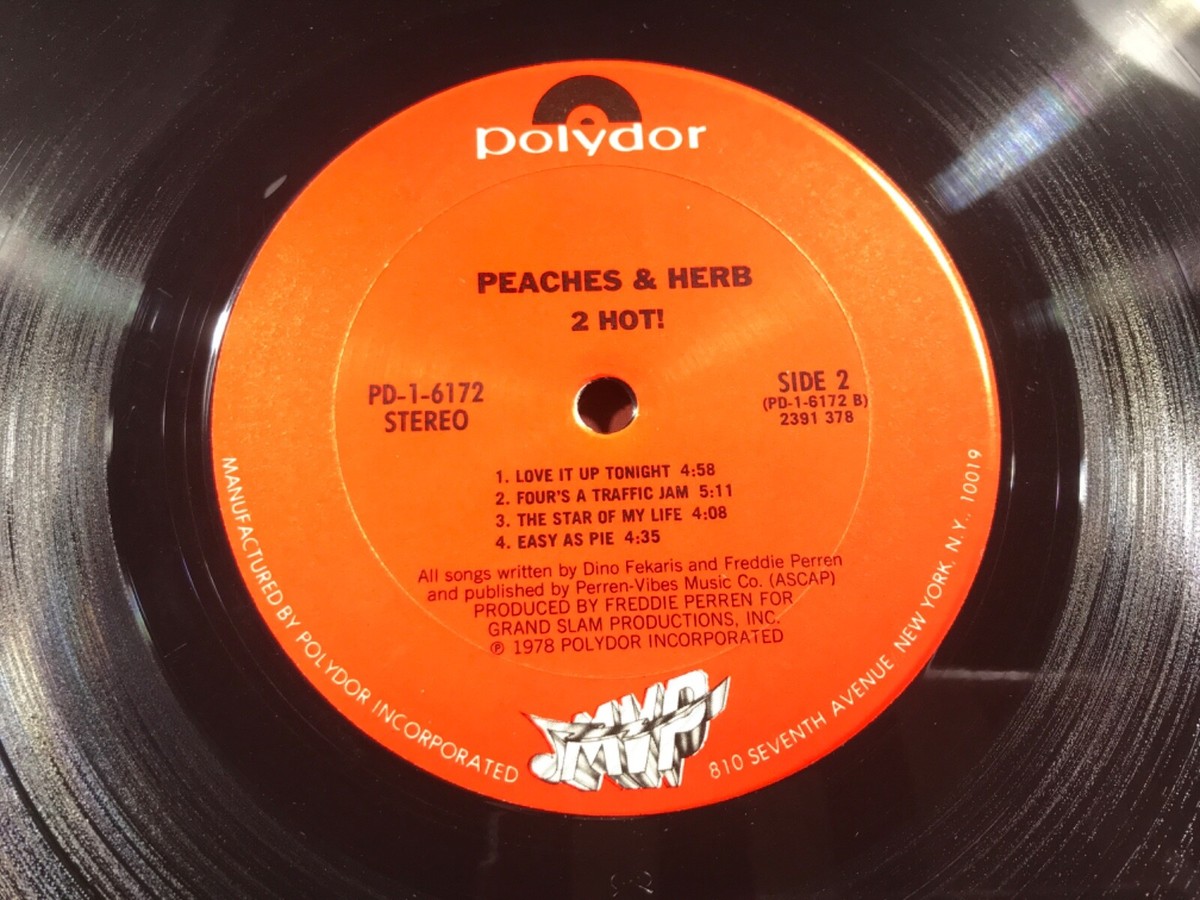 polydor
PEACHES & HERB
2 HOT!
PD-1-6172
STEREO
SIDE 2
(PD-1-6172 B)
2391 378
1. LOVE IT UP TONIGHT 4:58
2. FOUR'S A TRAFFIC JAM 5:11
3. THE STAR OF MY LIFE 4:08
4. EASY AS PIE 4:35
All songs written by Dino Fekaris and Freddie Perren
and published by Perren-Vibes Music Co. (ASCAP)
PRODUCED BY FREDDIE PERREN FOR
GRAND SLAM PRODUCTIONS, INC.
℗ 1978 POLYDOR INCORPORATED
MVP
MANUFACTURED BY POLYDOR INCORPORATED
810 SEVENTH AVENUE NEW YORK, N.Y., 10019